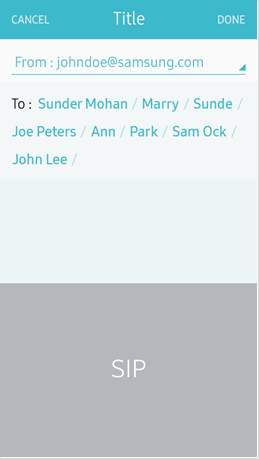 CANCEL Title DONE
From : johndoe@samsung.com
To : Sunder Mohan / Marry / Sunde /
Joe Peters / Ann / Park / Sam Ock /
John Lee /
SIP